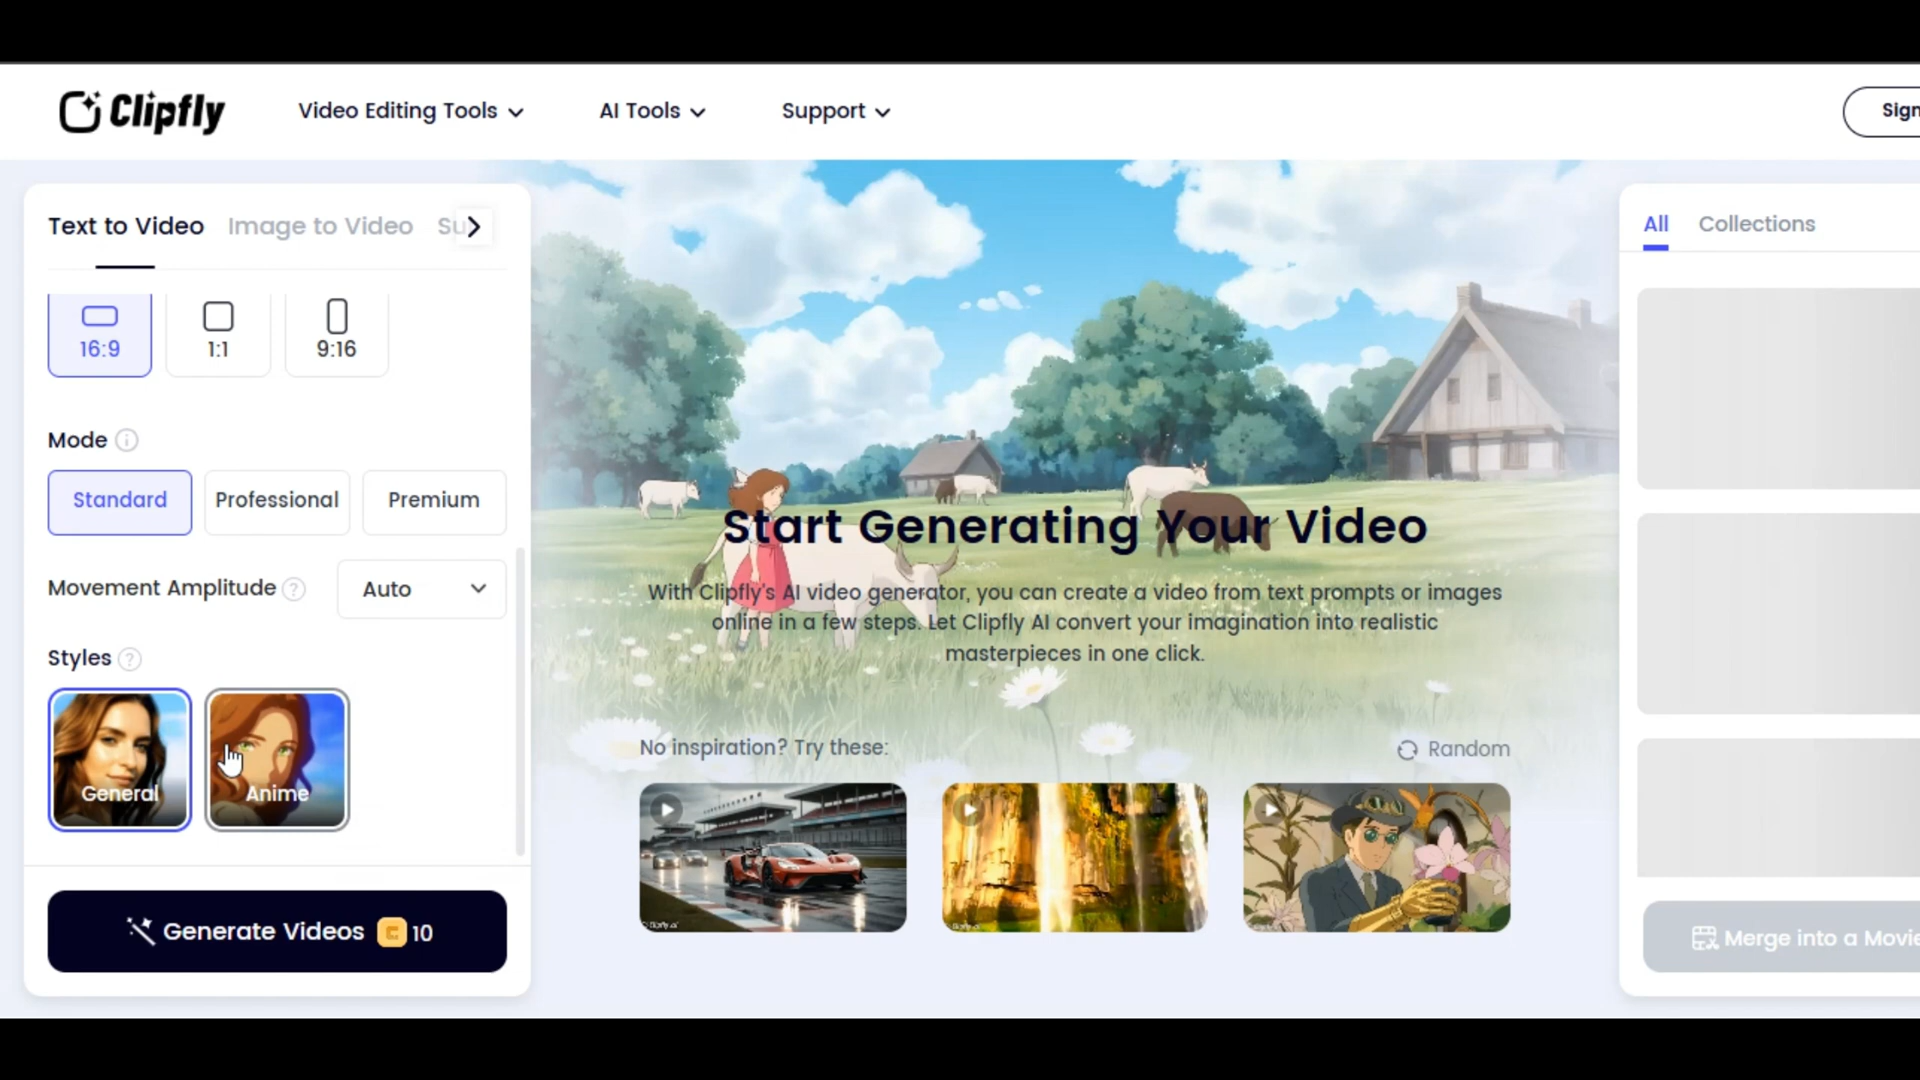 Clipfly
Video Editing Tools
AI Tools
Support
Sign
Text to Video
Image to Video
Su
16:9
1:1
9:16
Mode
Standard
Professional
Premium
Movement Amplitude
Auto
Styles
General
Anime
Generate Videos 10
Start Generating Your Video
With Clipfly's AI video generator, you can create a video from text prompts or images
online in a few steps. Let Clipfly AI convert your imagination into realistic
masterpieces in one click.
No inspiration? Try these:
Random
All
Collections
Merge into a Movie